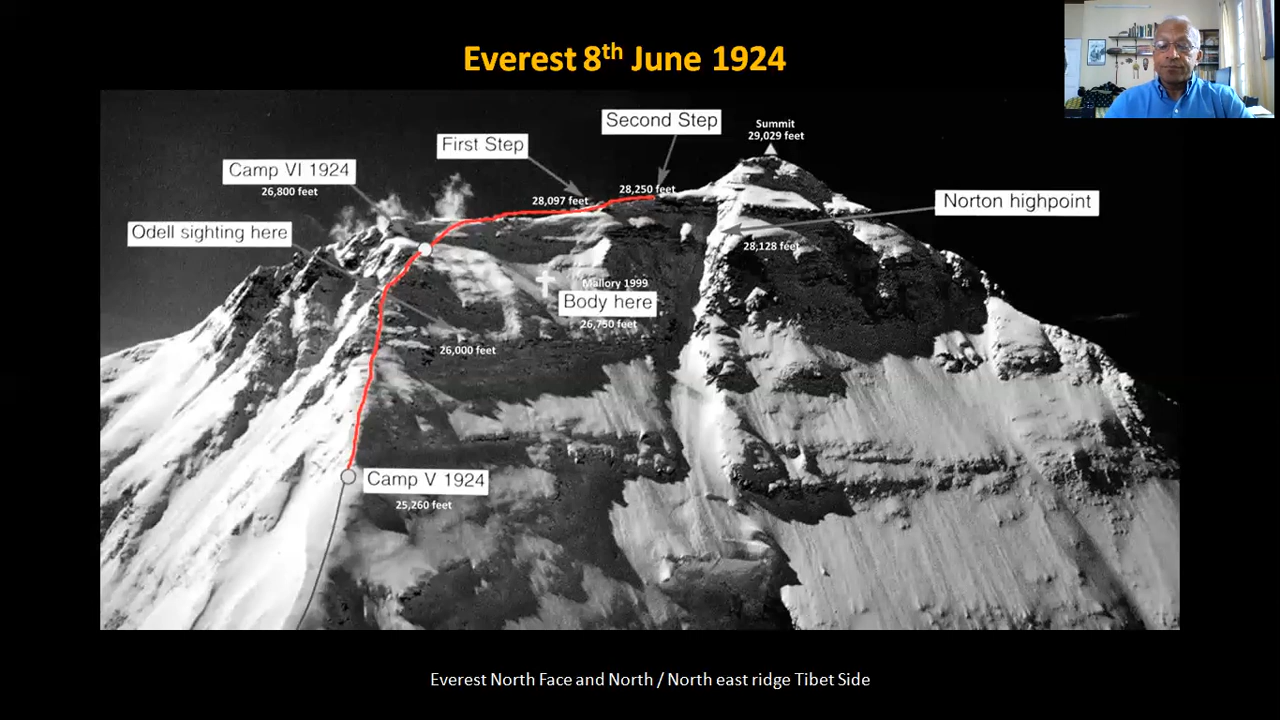 Everest 8th June 1924
Summit
29,029 feet
Second Step
First Step
Camp VI 1924
26,800 feet
28,250 feet
28,097 feet
Norton highpoint
Odell sighting here
28,128 feet
Mallory 1999
Body here
26,750 feet
26,000 feet
Camp V 1924
25,260 feet
Everest North Face and North / North east ridge Tibet Side